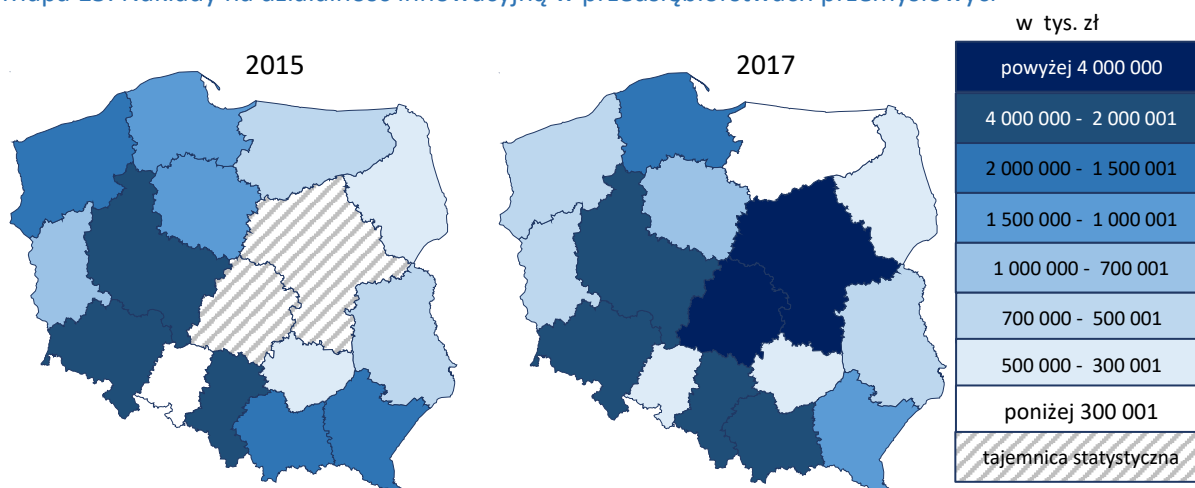 w tys. zł
2015
2017
powyżej 4 000 000
4 000 000 - 2 000 001
2 000 000 - 1 500 001
1 500 000 - 1 000 001
1 000 000 - 700 001
700 000 - 500 001
500 000 - 300 001
poniżej 300 001
tajemnica statystyczna